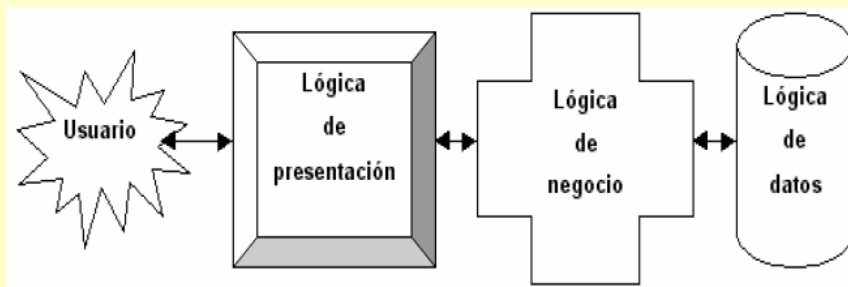 Usuario
Lógica
de
presentación
Lógica
de
negocio
Lógica
de
datos